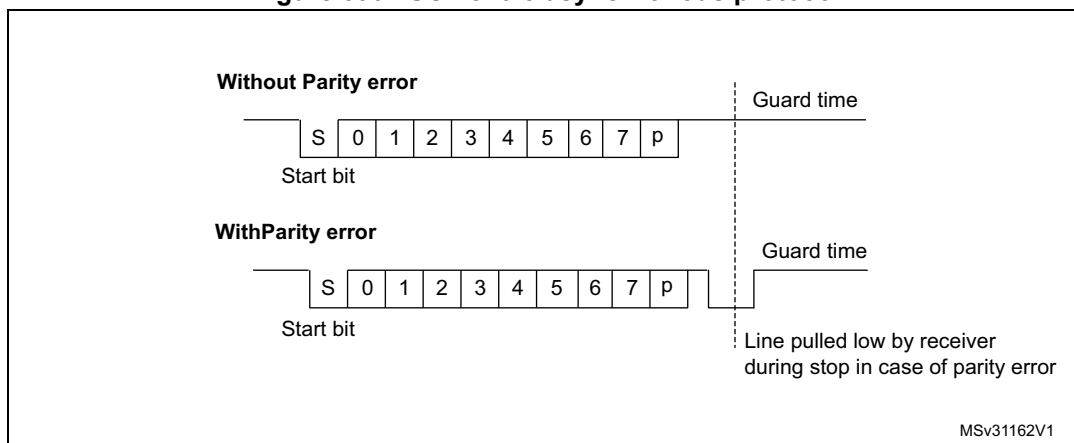 Without Parity error
Guard time
S 0 1 2 3 4 5 6 7 p
Start bit
WithParity error
Guard time
S 0 1 2 3 4 5 6 7 p
Start bit
Line pulled low by receiver
during stop in case of parity error
MSv31162V1